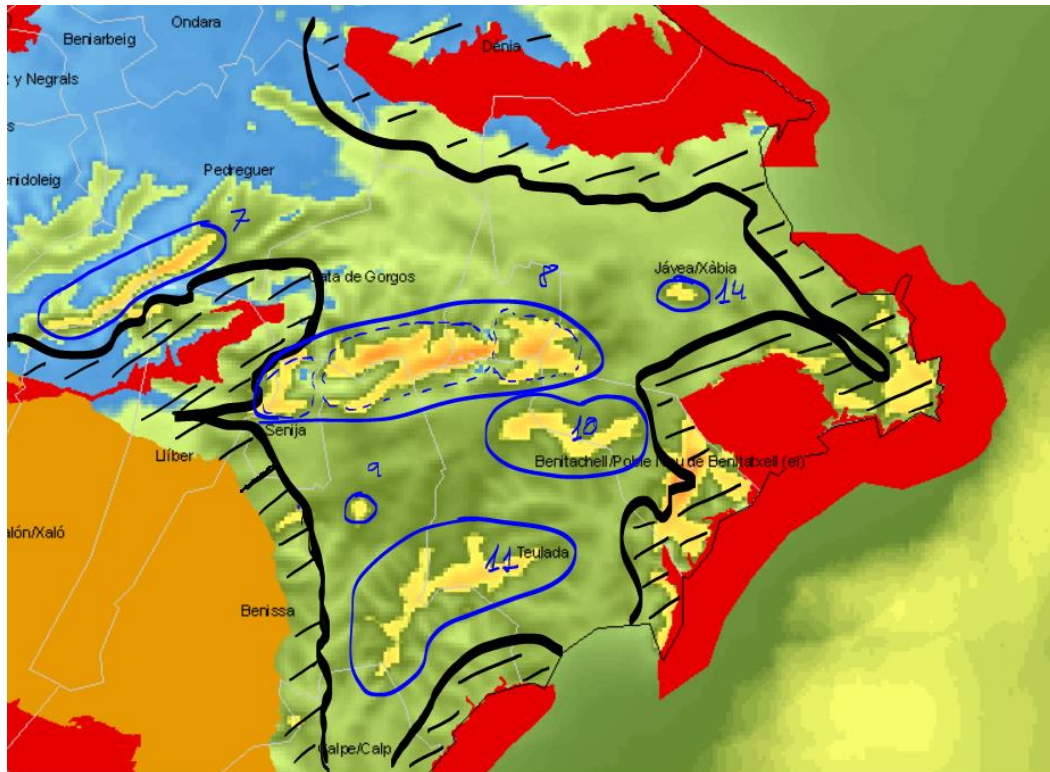 Ondara
Beniarbeig
Dénia
t y Negrals
s
Pedreguer
enidoleig
7
Jávea/Xàbia
Gata de Gorgos
8
14
Senija
10
Llíber
Benitachell/Poble Nou de Benitatxell (el)
9
alón/Xaló
11
Teulada
Benissa
Calpe/Calp